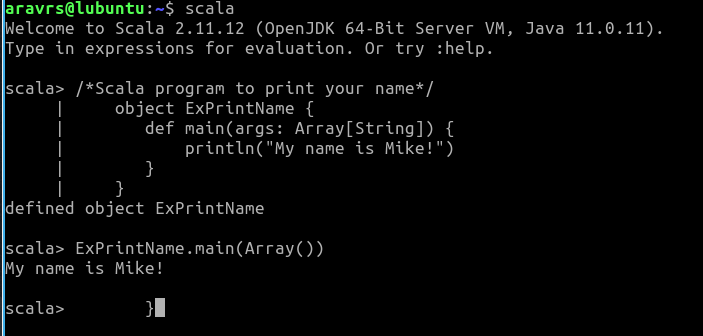 aravrs@lubuntu:~$ scala
Welcome to Scala 2.11.12 (OpenJDK 64-Bit Server VM, Java 11.0.11).
Type in expressions for evaluation. Or try :help.

scala> /*Scala program to print your name*/
     |     object ExPrintName {
     |        def main(args: Array[String]) {
     |            println("My name is Mike!")
     |        }
     |     }
defined object ExPrintName

scala> ExPrintName.main(Array())
My name is Mike!

scala>        }